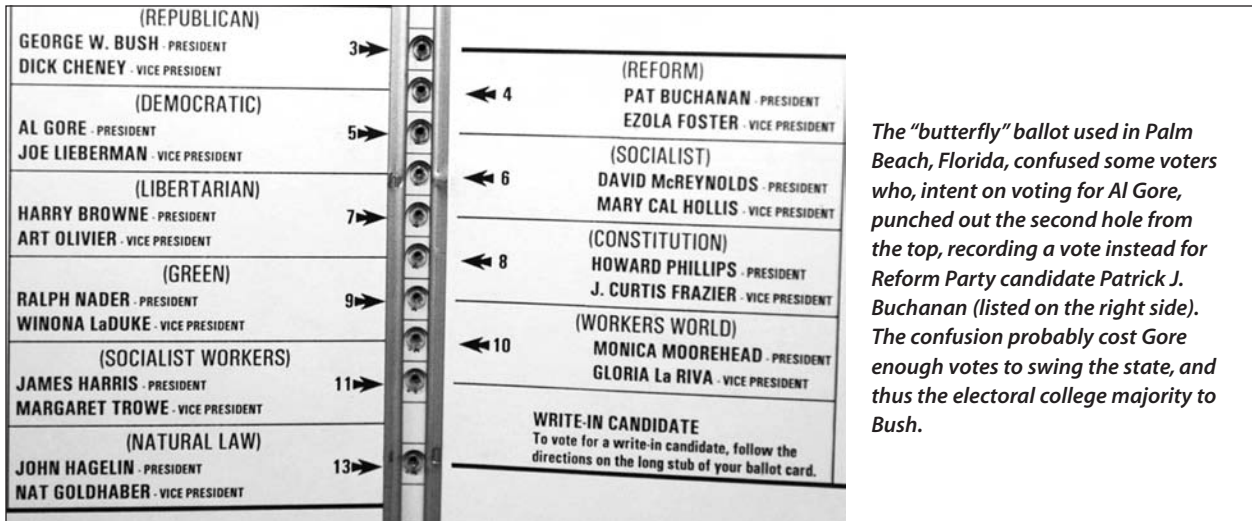 (REPUBLICAN)
GEORGE W. BUSH - PRESIDENT 3
DICK CHENEY - VICE PRESIDENT
(DEMOCRATIC)
AL GORE - PRESIDENT 5
JOE LIEBERMAN - VICE PRESIDENT
(LIBERTARIAN)
HARRY BROWNE - PRESIDENT 7
ART OLIVIER - VICE PRESIDENT
(GREEN)
RALPH NADER - PRESIDENT 9
WINONA LaDUKE - VICE PRESIDENT
(SOCIALIST WORKERS)
JAMES HARRIS - PRESIDENT 11
MARGARET TROWE - VICE PRESIDENT
(NATURAL LAW)
JOHN HAGELIN - PRESIDENT 13
NAT GOLDHABER - VICE PRESIDENT
(REFORM)
4 PAT BUCHANAN - PRESIDENT
EZOLA FOSTER - VICE PRESIDENT
(SOCIALIST)
6 DAVID McREYNOLDS - PRESIDENT
MARY CAL HOLLIS - VICE PRESIDENT
(CONSTITUTION)
8 HOWARD PHILLIPS - PRESIDENT
J. CURTIS FRAZIER - VICE PRESIDENT
(WORKERS WORLD)
10 MONICA MOOREHEAD - PRESIDENT
GLORIA La RIVA - VICE PRESIDENT
WRITE-IN CANDIDATE
To vote for a write-in candidate, follow the
directions on the long stub of your ballot card.
The “butterfly” ballot used in Palm
Beach, Florida, confused some voters
who, intent on voting for Al Gore,
punched out the second hole from
the top, recording a vote instead for
Reform Party candidate Patrick J.
Buchanan (listed on the right side).
The confusion probably cost Gore
enough votes to swing the state, and
thus the electoral college majority to
Bush.